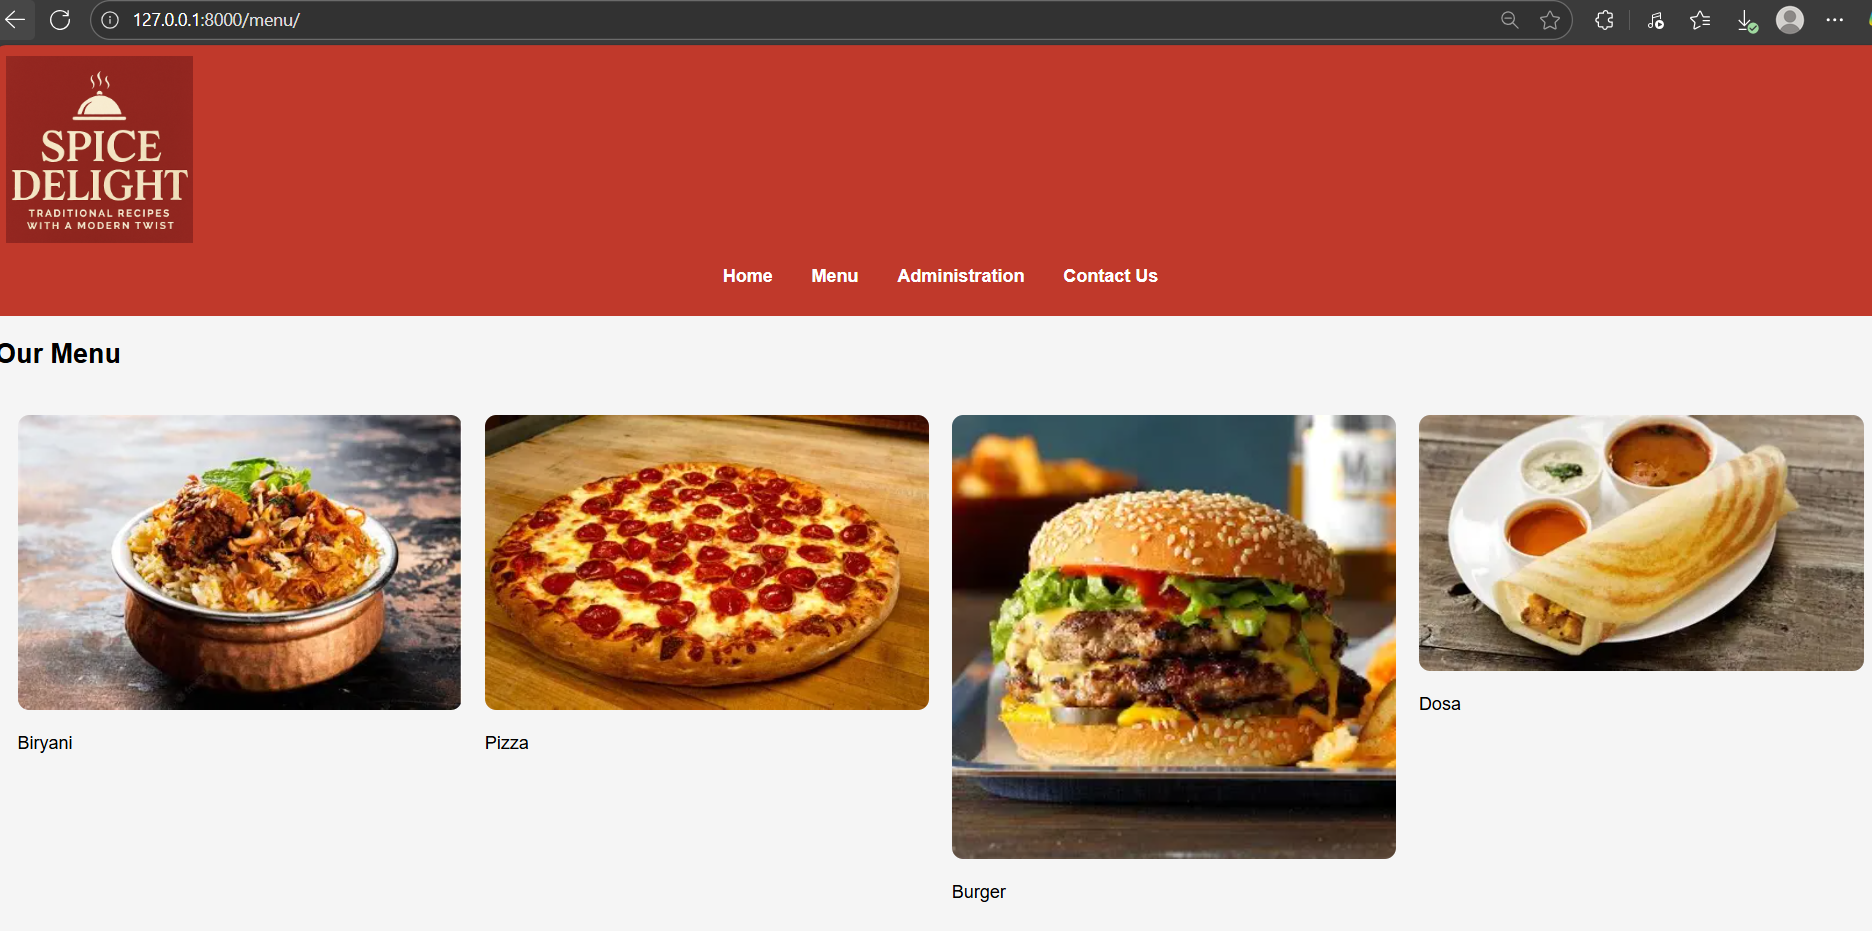 127.0.0.1:8000/menu/
SPICE
DELIGHT
TRADITIONAL RECIPES
WITH A MODERN TWIST
Home Menu Administration Contact Us
Our Menu
Biryani
Pizza
Burger
Dosa